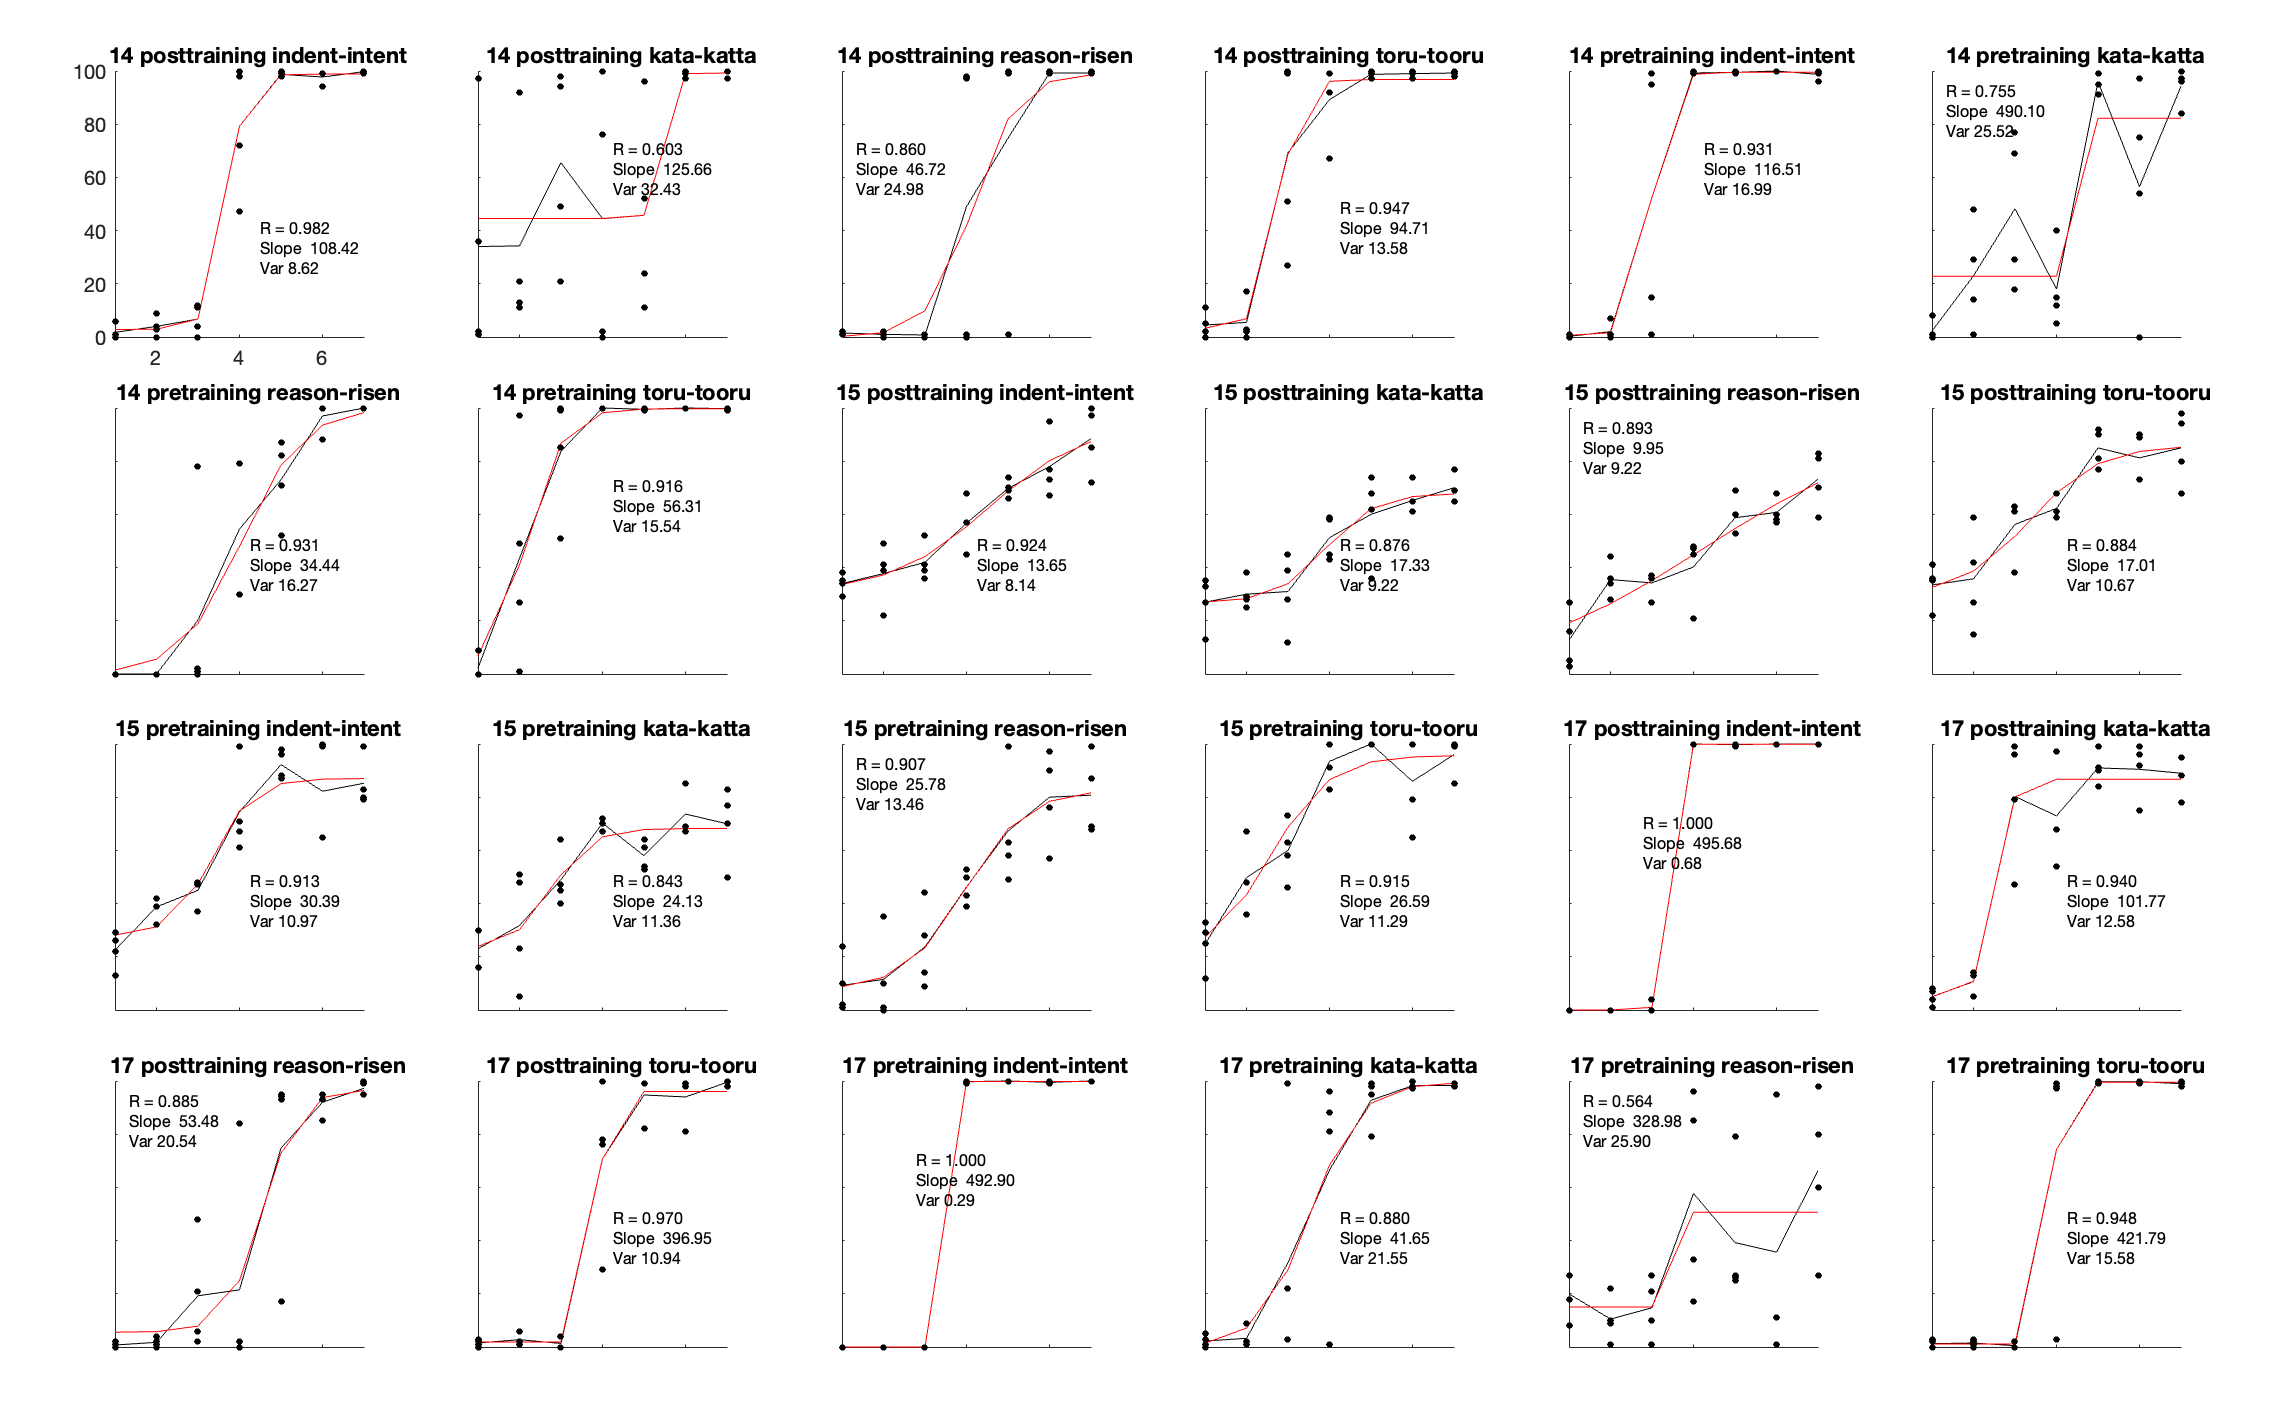 14 posttraining indent-intent
100
80
60
40
20
0
2
4
6
R = 0.982
Slope 108.42
Var 8.62
14 posttraining kata-katta
R = 0.603
Slope 125.66
Var 32.43
14 posttraining reason-risen
R = 0.860
Slope 46.72
Var 24.98
14 posttraining toru-tooru
R = 0.947
Slope 94.71
Var 13.58
14 pretraining indent-intent
R = 0.931
Slope 116.51
Var 16.99
14 pretraining kata-katta
R = 0.755
Slope 490.10
Var 25.52
14 pretraining reason-risen
R = 0.931
Slope 34.44
Var 16.27
14 pretraining toru-tooru
R = 0.916
Slope 56.31
Var 15.54
15 posttraining indent-intent
R = 0.924
Slope 13.65
Var 8.14
15 posttraining kata-katta
R = 0.876
Slope 17.33
Var 9.22
15 posttraining reason-risen
R = 0.893
Slope 9.95
Var 9.22
15 posttraining toru-tooru
R = 0.884
Slope 17.01
Var 10.67
15 pretraining indent-intent
R = 0.913
Slope 30.39
Var 10.97
15 pretraining kata-katta
R = 0.843
Slope 24.13
Var 11.36
15 pretraining reason-risen
R = 0.907
Slope 25.78
Var 13.46
15 pretraining toru-tooru
R = 0.915
Slope 26.59
Var 11.29
17 posttraining indent-intent
R = 1.000
Slope 495.68
Var 0.68
17 posttraining kata-katta
R = 0.940
Slope 101.77
Var 12.58
17 posttraining reason-risen
R = 0.885
Slope 53.48
Var 20.54
17 posttraining toru-tooru
R = 0.970
Slope 396.95
Var 10.94
17 pretraining indent-intent
R = 1.000
Slope 492.90
Var 0.29
17 pretraining kata-katta
R = 0.880
Slope 41.65
Var 21.55
17 pretraining reason-risen
R = 0.564
Slope 328.98
Var 25.90
17 pretraining toru-tooru
R = 0.948
Slope 421.79
Var 15.58